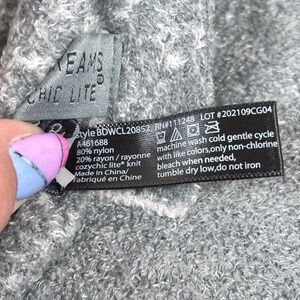 EAMS
CHIC LITE®
style BDWCL20852 RN#111248 LOT #202109CG04
A461688
80% nylon
20% rayon / rayonne
cozychic lite® knit
Made in China/
Fabriqué en Chine
machine wash cold gentle cycle
with like colors, only non-chlorine
bleach when needed,
tumble dry low, do not iron